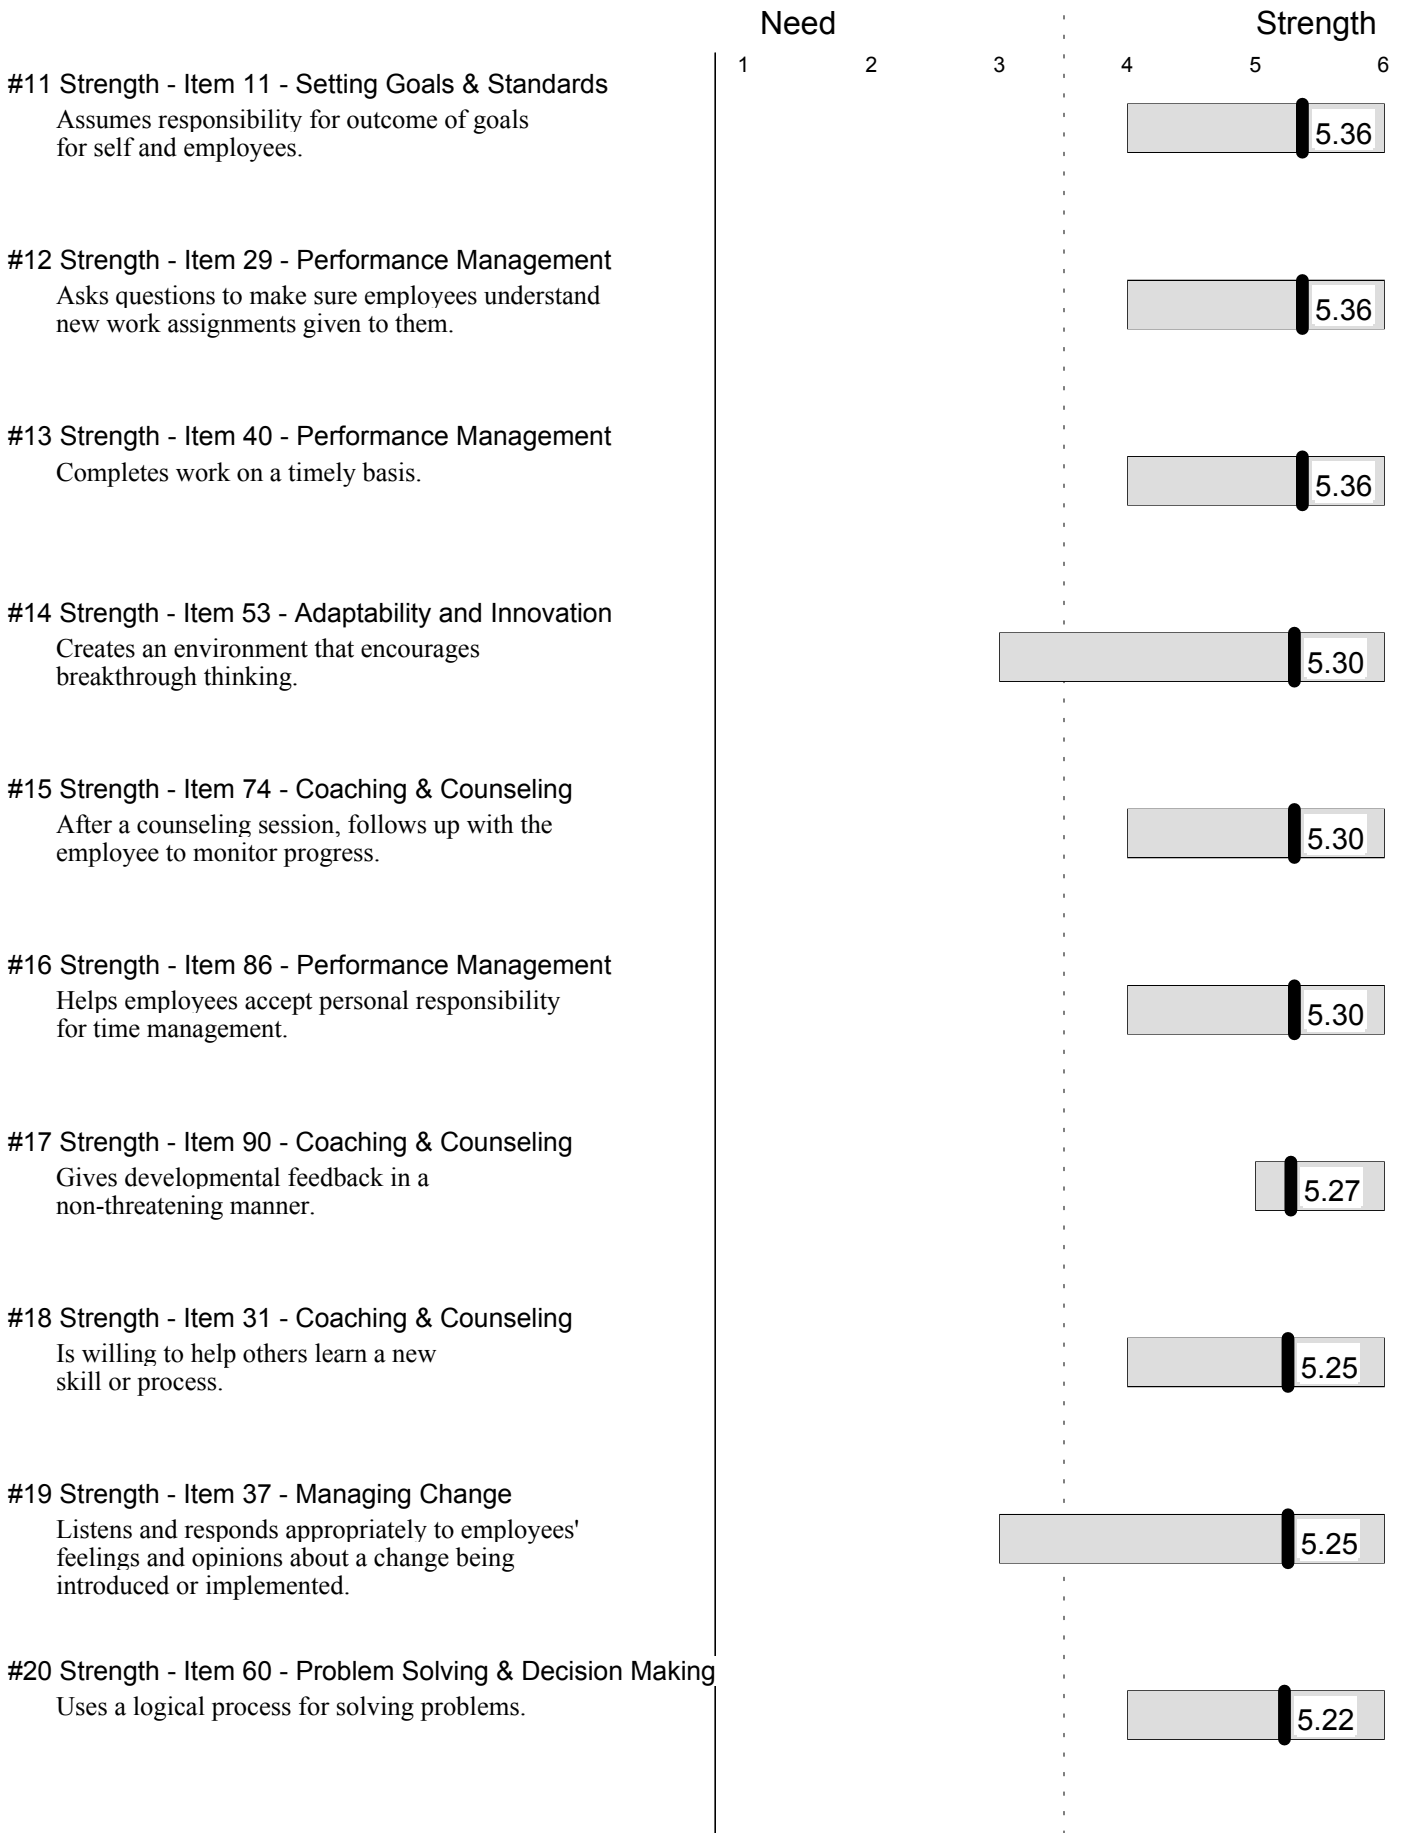 Need Strength
1 2 3 4 5 6
#11 Strength - Item 11 - Setting Goals & Standards
Assumes responsibility for outcome of goals
for self and employees.
5.36
#12 Strength - Item 29 - Performance Management
Asks questions to make sure employees understand
new work assignments given to them.
5.36
#13 Strength - Item 40 - Performance Management
Completes work on a timely basis.
5.36
#14 Strength - Item 53 - Adaptability and Innovation
Creates an environment that encourages
breakthrough thinking.
5.30
#15 Strength - Item 74 - Coaching & Counseling
After a counseling session, follows up with the
employee to monitor progress.
5.30
#16 Strength - Item 86 - Performance Management
Helps employees accept personal responsibility
for time management.
5.30
#17 Strength - Item 90 - Coaching & Counseling
Gives developmental feedback in a
non-threatening manner.
5.27
#18 Strength - Item 31 - Coaching & Counseling
Is willing to help others learn a new
skill or process.
5.25
#19 Strength - Item 37 - Managing Change
Listens and responds appropriately to employees'
feelings and opinions about a change being
introduced or implemented.
5.25
#20 Strength - Item 60 - Problem Solving & Decision Making
Uses a logical process for solving problems.
5.22